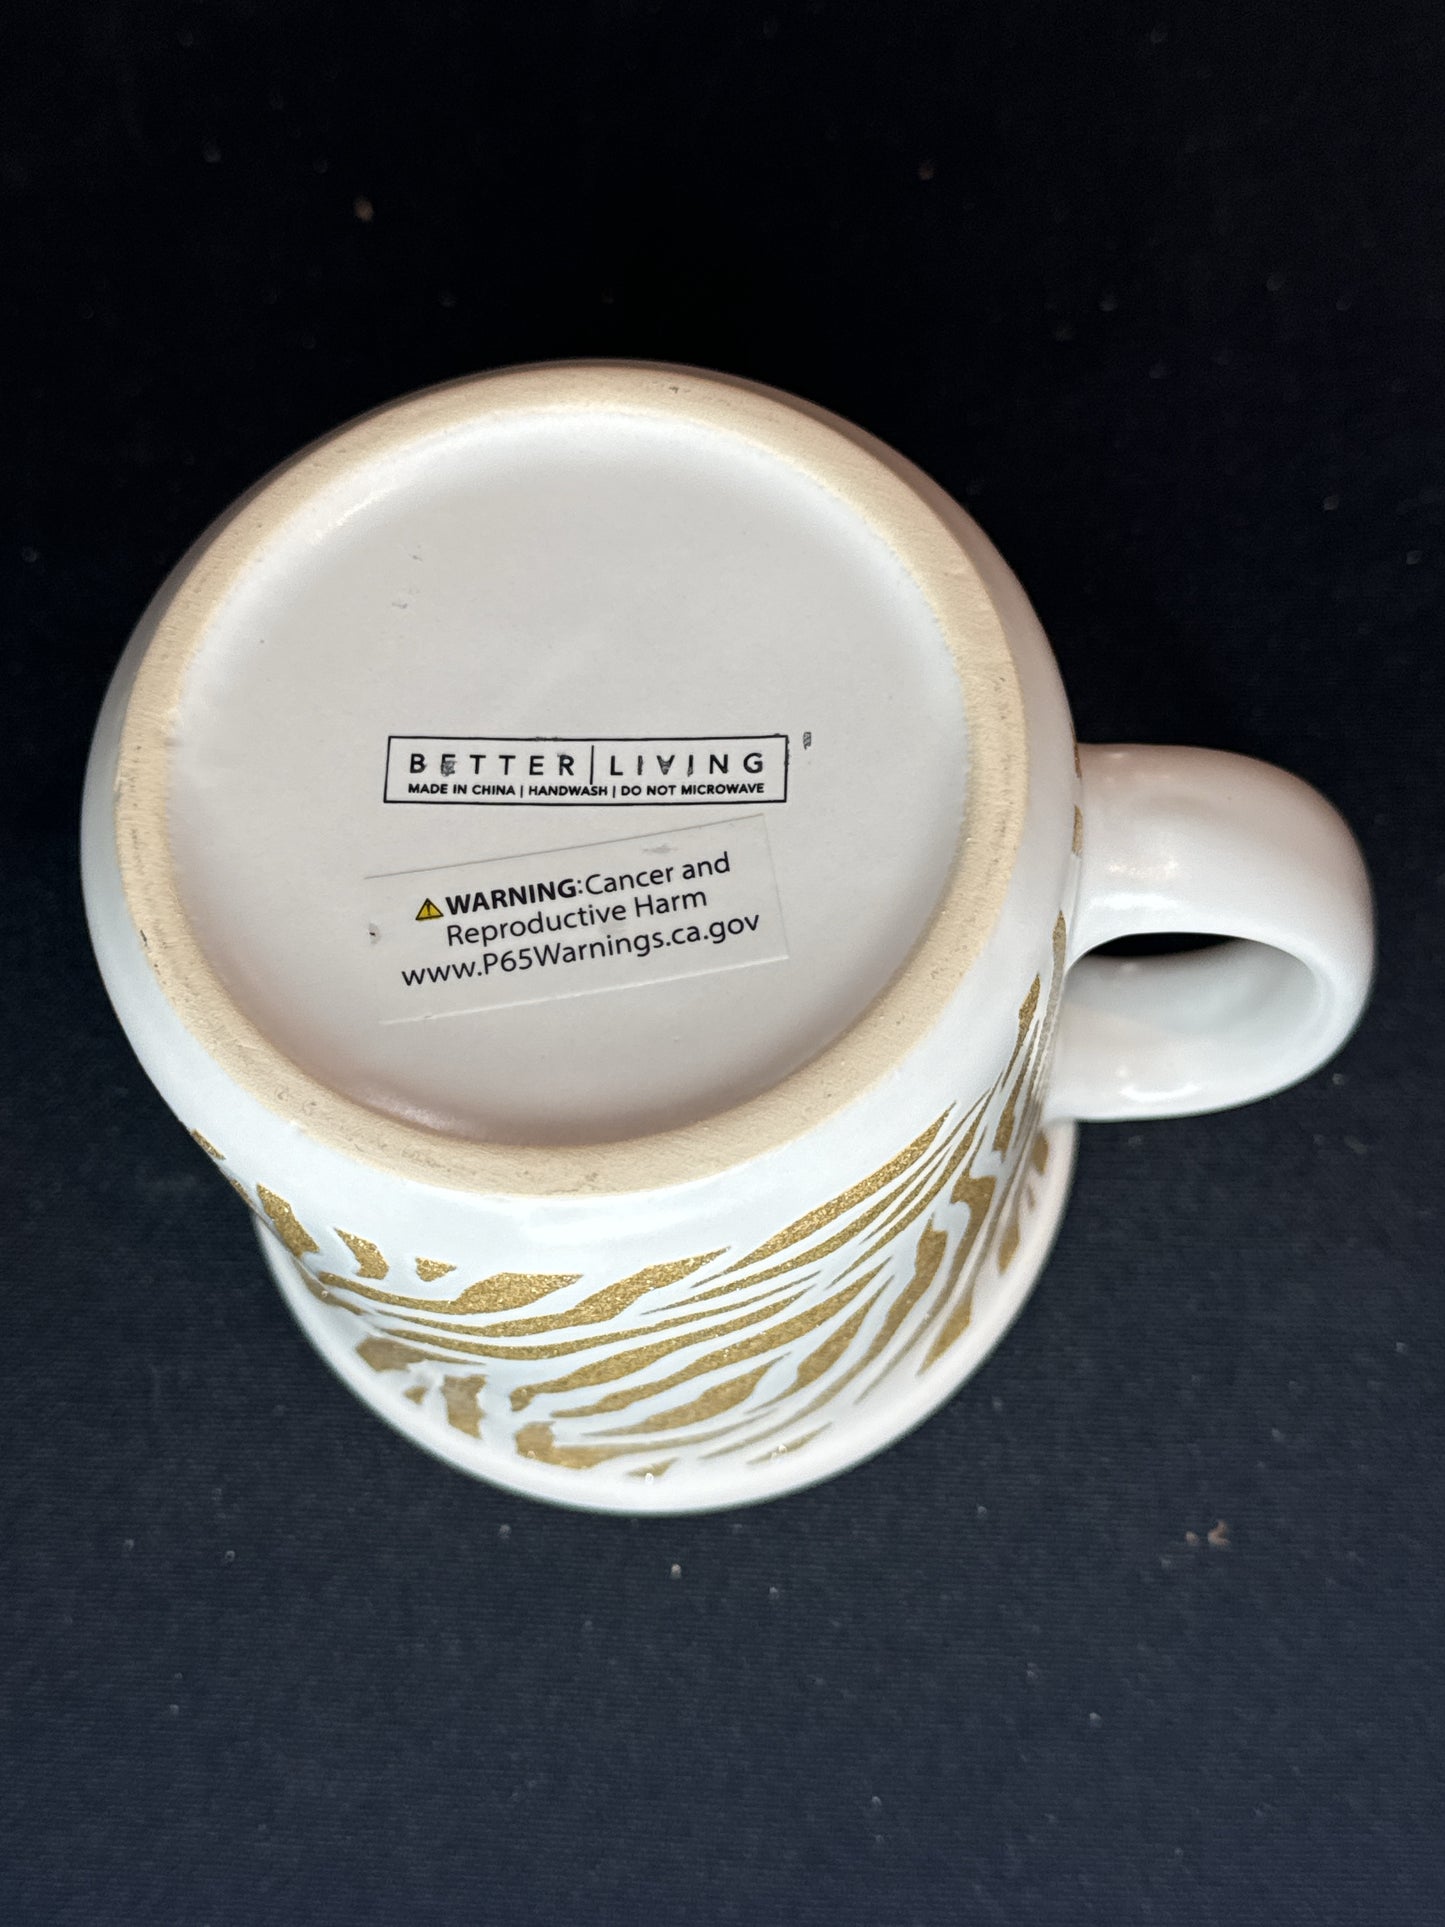 BETTER | LIVING
MADE IN CHINA | HANDWASH | DO NOT MICROWAVE
⚠WARNING:Cancer and
Reproductive Harm
www.P65Warnings.ca.gov